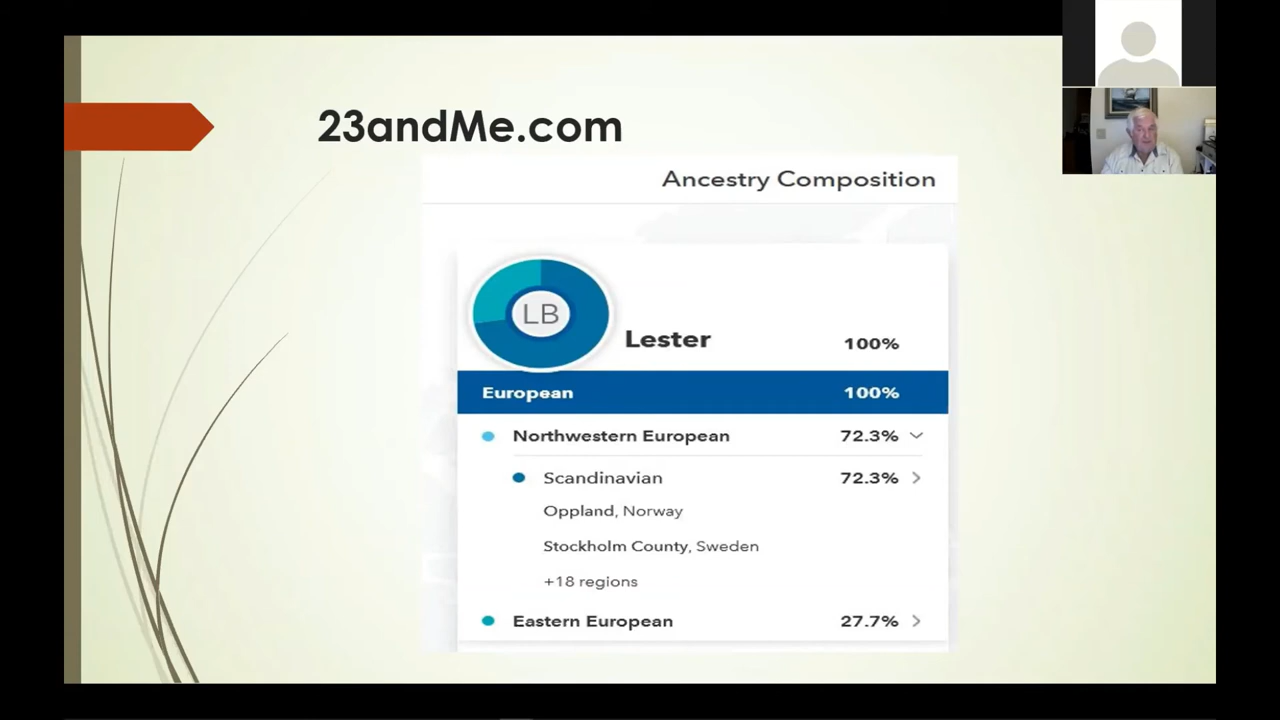 23andMe.com
Ancestry Composition
LB
Lester 100%
European 100%
Northwestern European 72.3%
Scandinavian 72.3%
Oppland, Norway
Stockholm County, Sweden
+18 regions
Eastern European 27.7%